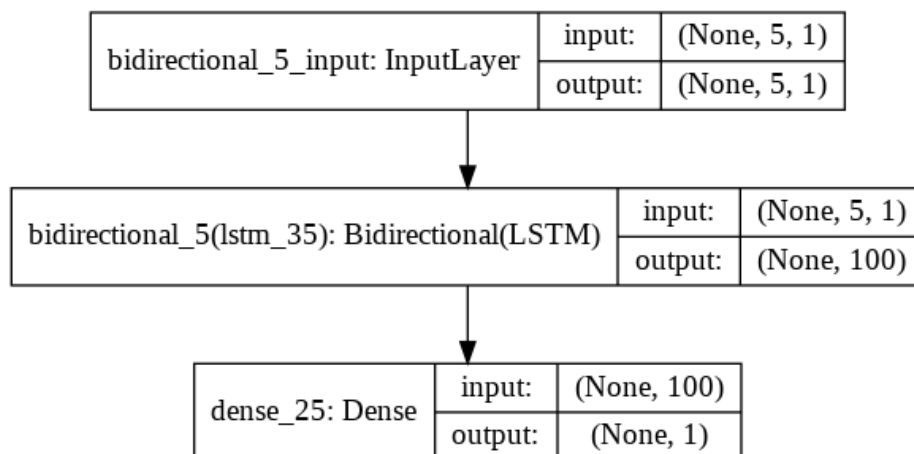 bidirectional_5_input: InputLayer
input: (None, 5, 1)
output: (None, 5, 1)
bidirectional_5(lstm_35): Bidirectional(LSTM)
input: (None, 5, 1)
output: (None, 100)
dense_25: Dense
input: (None, 100)
output: (None, 1)